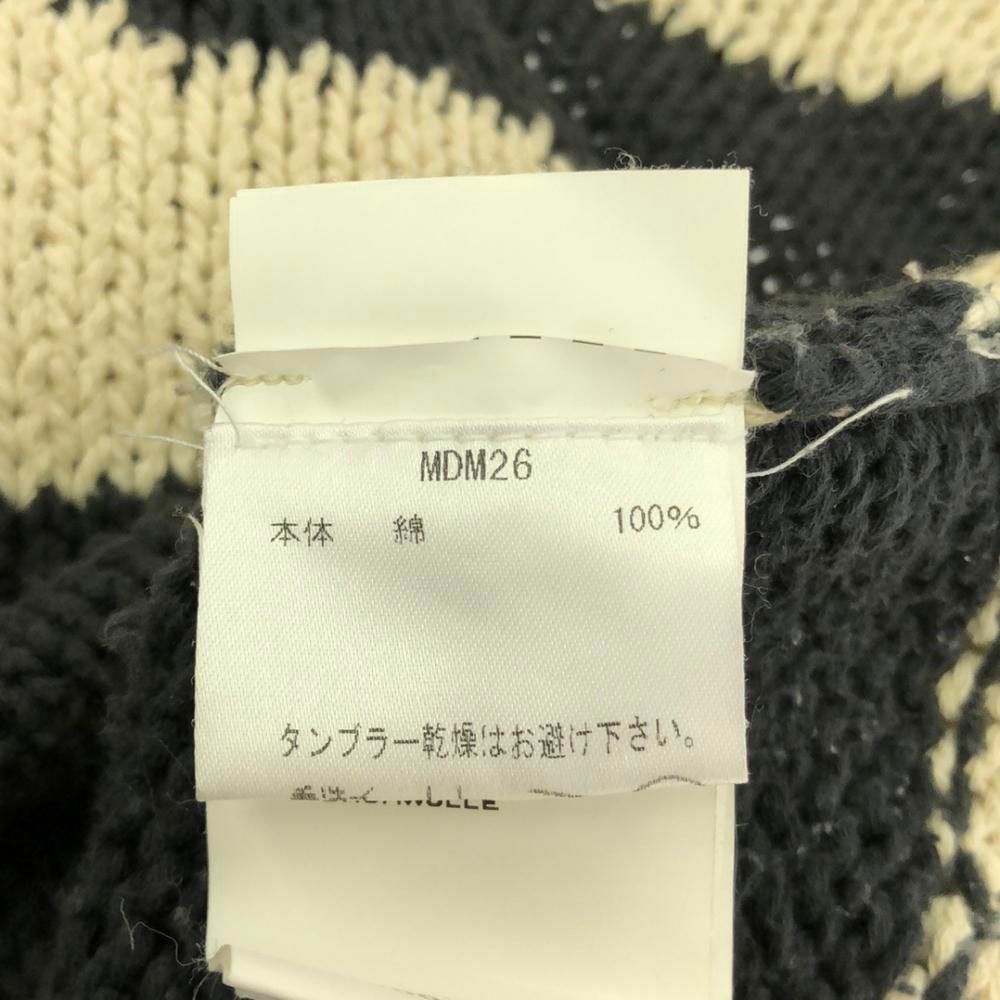 MDM26
本体 綿 100%
タンブラー乾燥はお避け下さい。